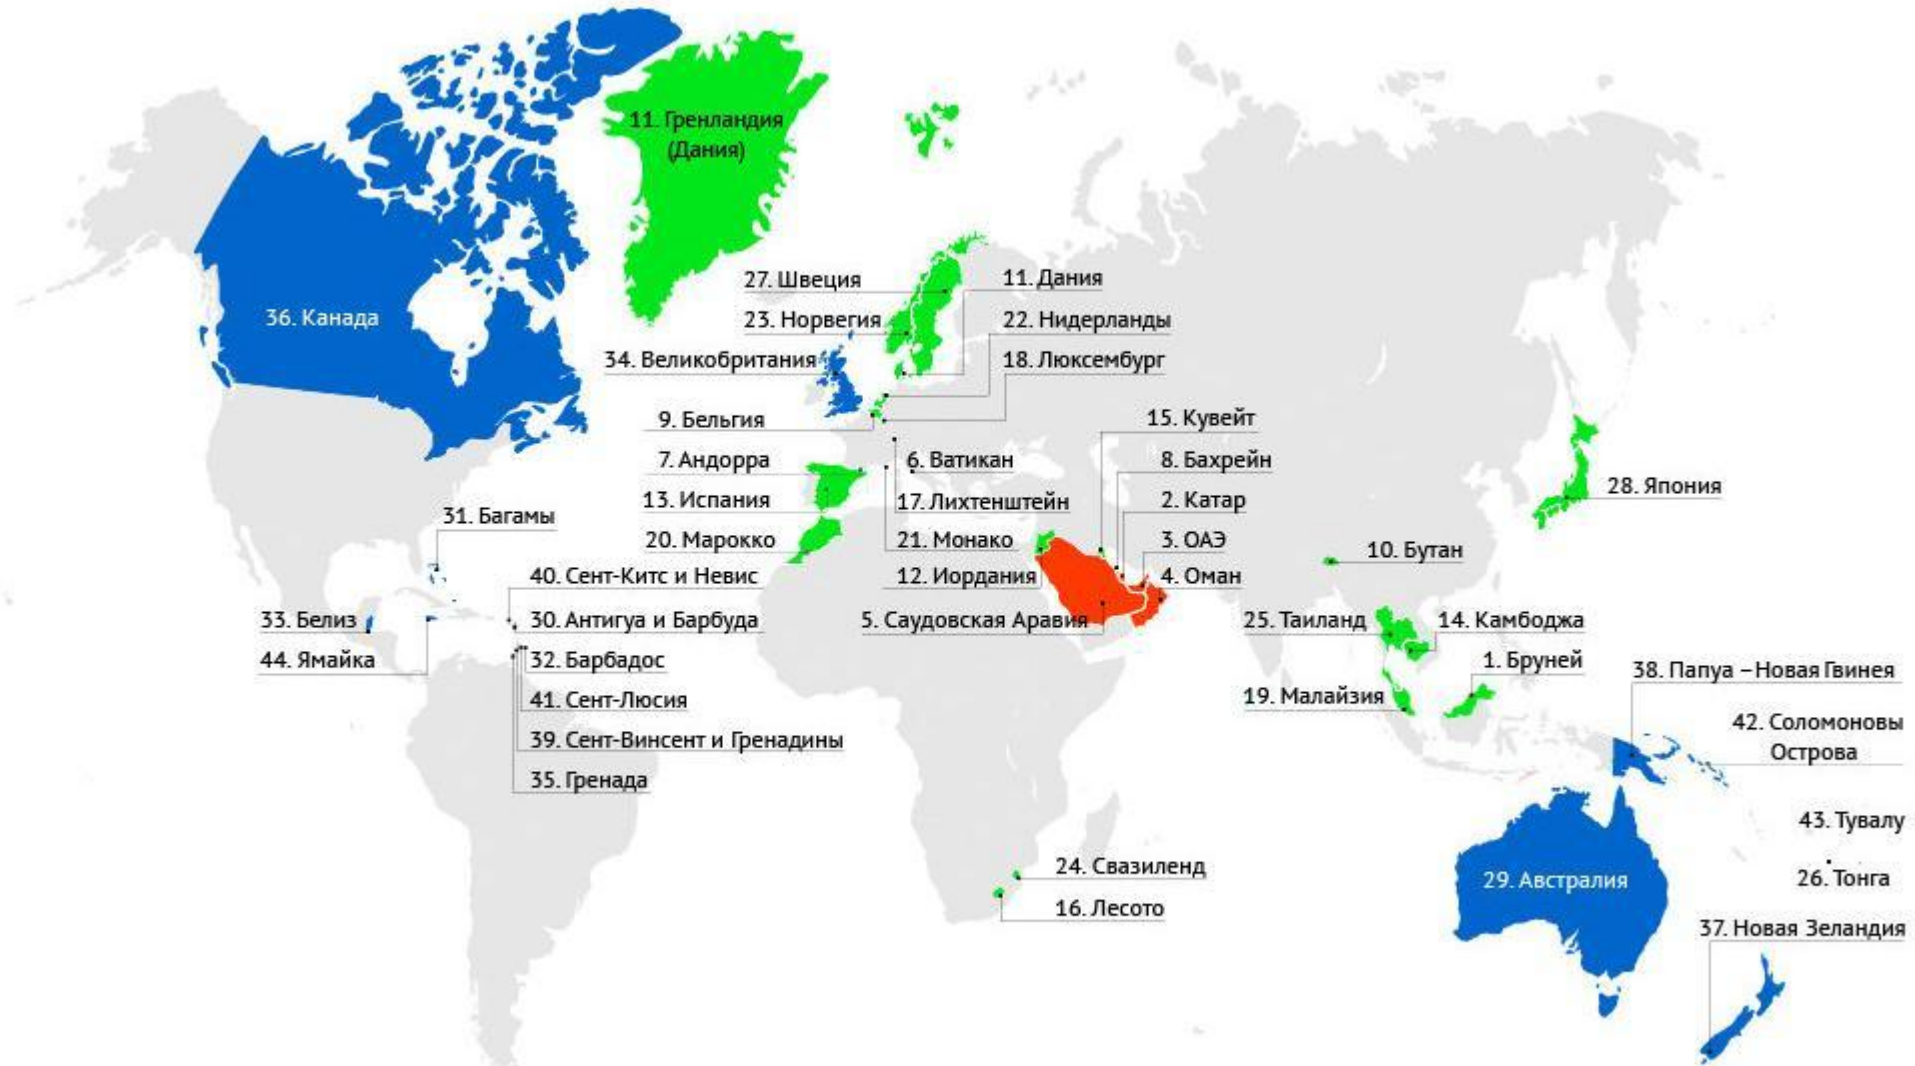 11. Гренландия
(Дания)
27. Швеция
11. Дания
36. Канада
23. Норвегия
22. Нидерланды
34. Великобритания
18. Люксембург
9. Бельгия
15. Кувейт
7. Андорра
6. Ватикан
8. Бахрейн
13. Испания
17. Лихтенштейн
2. Катар
28. Япония
31. Багамы
20. Марокко
21. Монако
3. ОАЭ
10. Бутан
40. Сент-Китс и Невис
12. Иордания
4. Оман
33. Белиз
30. Антигуа и Барбуда
5. Саудовская Аравия
25. Таиланд
14. Камбоджа
44. Ямайка
32. Барбадос
1. Бруней
38. Папуа –Новая Гвинея
41. Сент-Люсия
19. Малайзия
42. Соломоновы
Острова
39. Сент-Винсент и Гренадины
35. Гренада
43. Тувалу
24. Свазиленд
29. Австралия
26. Тонга
16. Лесото
37. Новая Зеландия